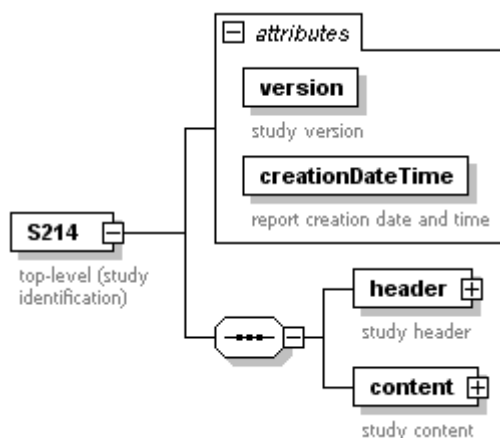 attributes
version
study version
creationDateTime
report creation date and time
S214
top-level (study
identification)
header
study header
content
study content